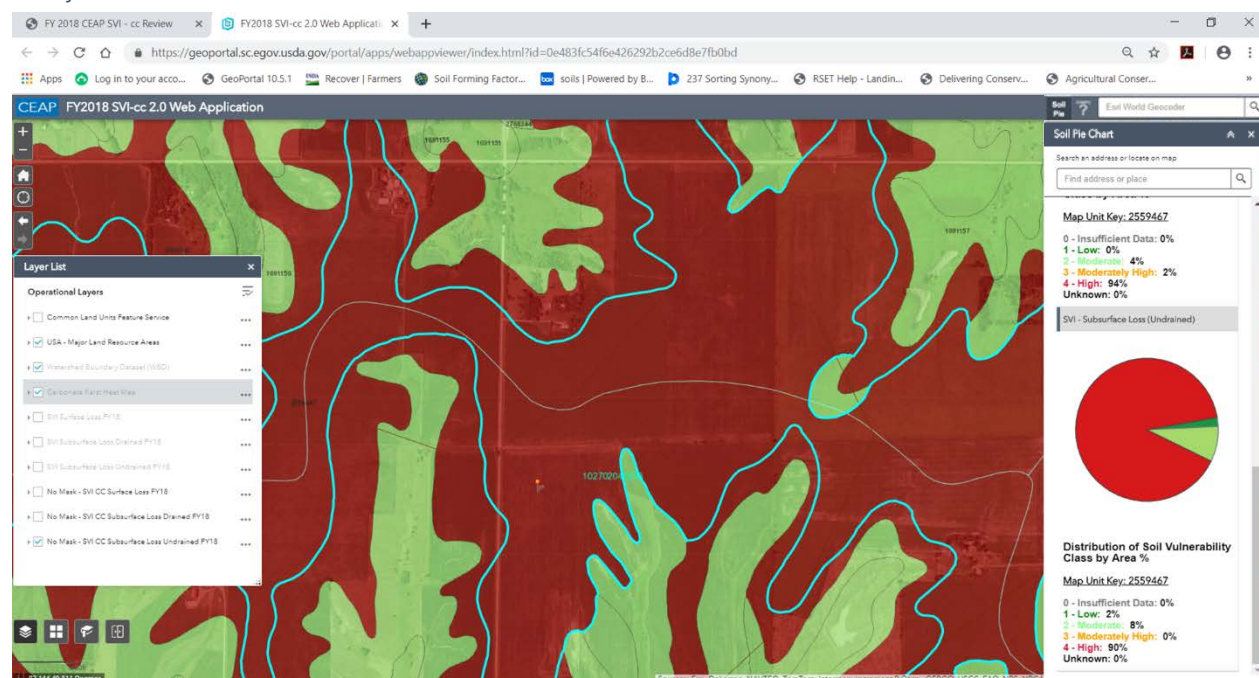 FY 2018 CEAP SVI - cc Review
FY2018 SVI-cc 2.0 Web Applicatic
https://geoportal.sc.egov.usda.gov/portal/apps/webappviewer/index.html?id=0e483fc54f6e426292b2ce6d8e7fb0bd
Apps
Log in to your acco...
GeoPortal 10.5.1
Recover | Farmers
Soil Forming Factor...
box
soils | Powered by B...
237 Sorting Synony...
RSET Help - Landin...
Delivering Conserv...
Agricultural Conser...
CEAP FY2018 SVI-cc 2.0 Web Application
Soil Pie
?
Esri World Geocoder
Soil Pie Chart
Search an address or locate on map
Find address or place
Map Unit Key: 2559467
0 - Insufficient Data: 0%
1 - Low: 0%
2 - Moderate: 4%
3 - Moderately High: 2%
4 - High: 94%
Unknown: 0%
SVI - Subsurface Loss (Undrained)
Distribution of Soil Vulnerability
Class by Area %
Map Unit Key: 2559467
0 - Insufficient Data: 0%
1 - Low: 2%
2 - Moderate: 8%
3 - Moderately High: 0%
4 - High: 90%
Unknown: 0%
Layer List
Operational Layers
Common Land Units Feature Service
USA - Major Land Resource Areas
Watershed Boundary Dataset (WBD)
Carbonate Karst Heat Map
SVI Surface Loss FY18
SVI Subsurface Loss Drained FY18
SVI Subsurface Loss Undrained FY18
No Mask - SVI CC Surface Loss FY18
No Mask - SVI CC Subsurface Loss Drained FY18
No Mask - SVI CC Subsurface Loss Undrained FY18
1691155
1691157